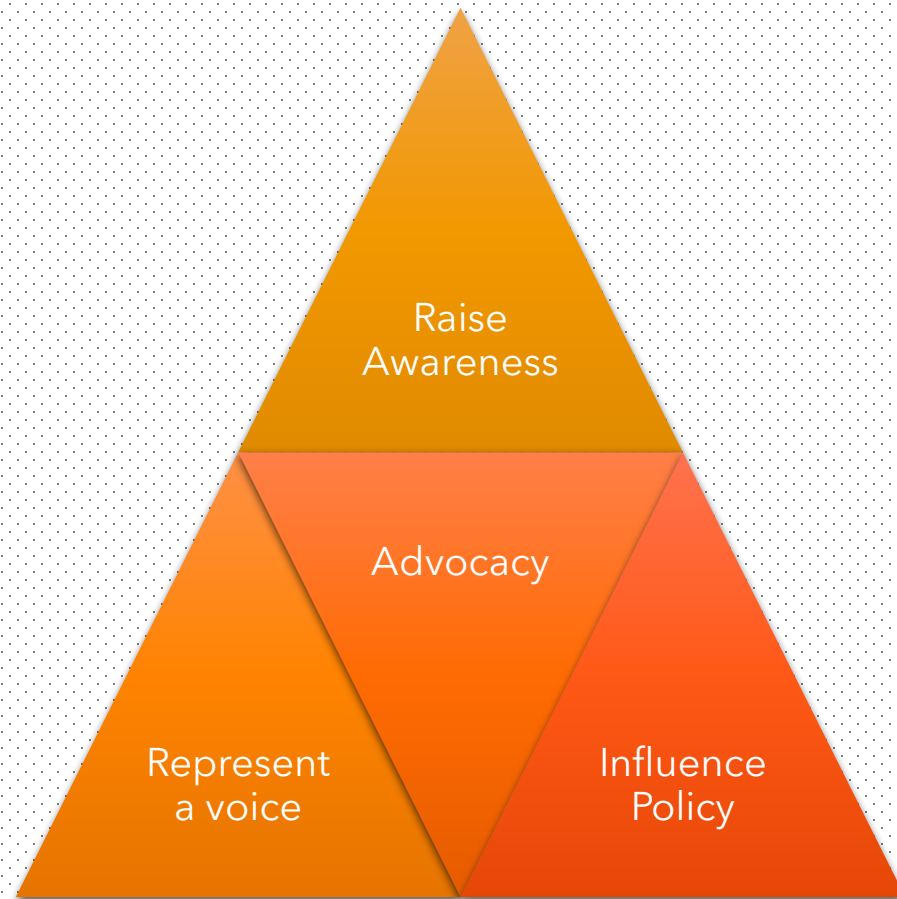 Raise
Awareness
Advocacy
Represent
a voice
Influence
Policy